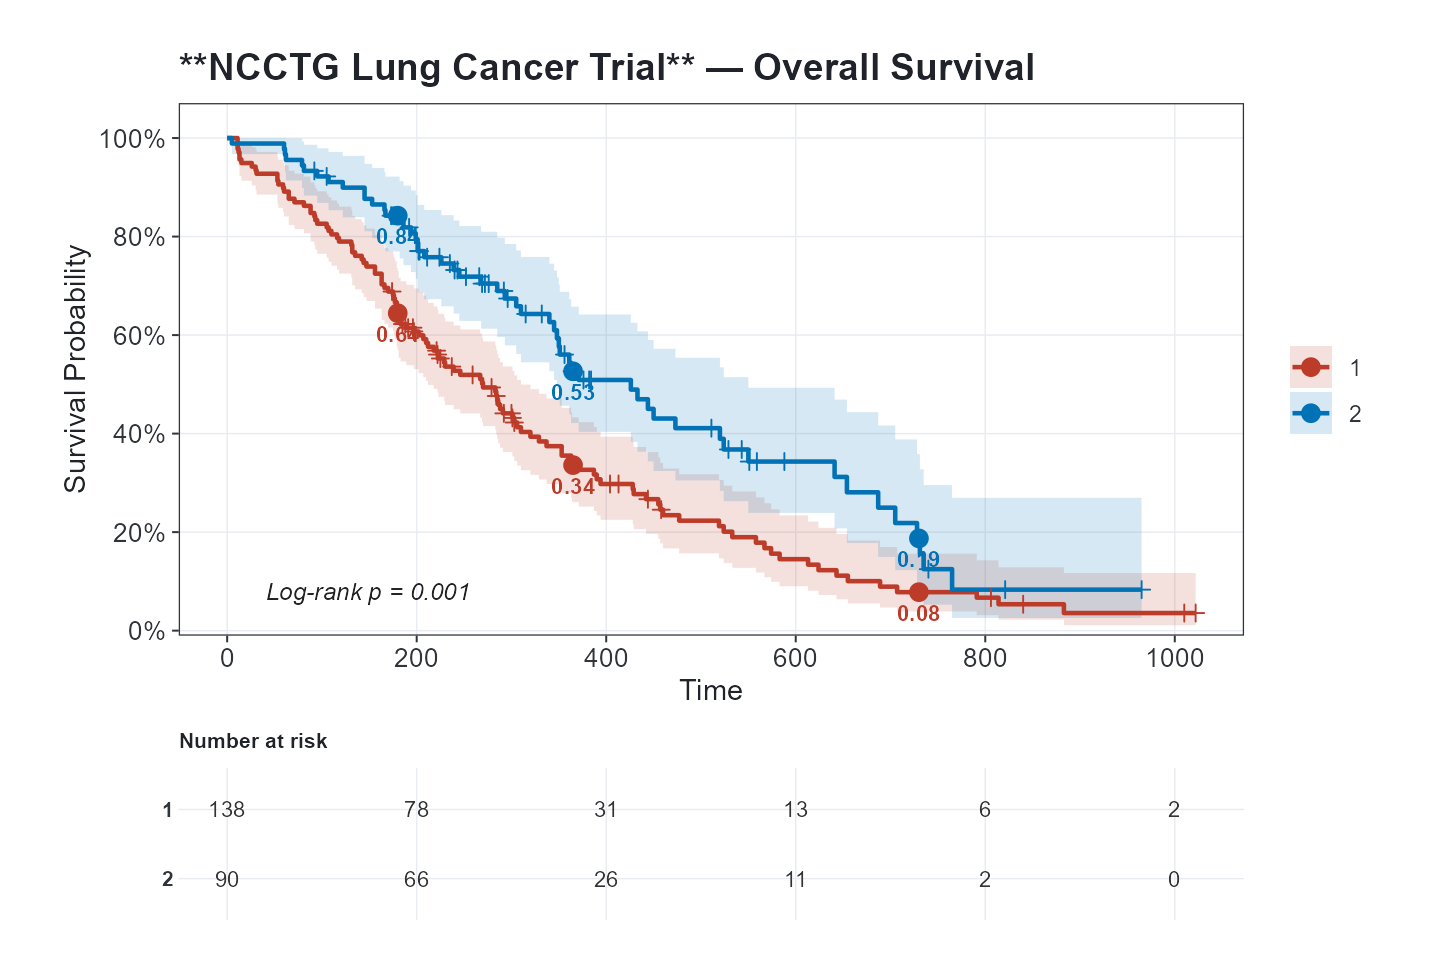 **NCCTG Lung Cancer Trial** — Overall Survival
Survival Probability
100%
80%
60%
40%
20%
0%
0.84
0.64
0.53
0.34
0.19
0.08
Log-rank p = 0.001
0 200 400 600 800 1000
Time
1
2
Number at risk
1 138 78 31 13 6 2
2 90 66 26 11 2 0